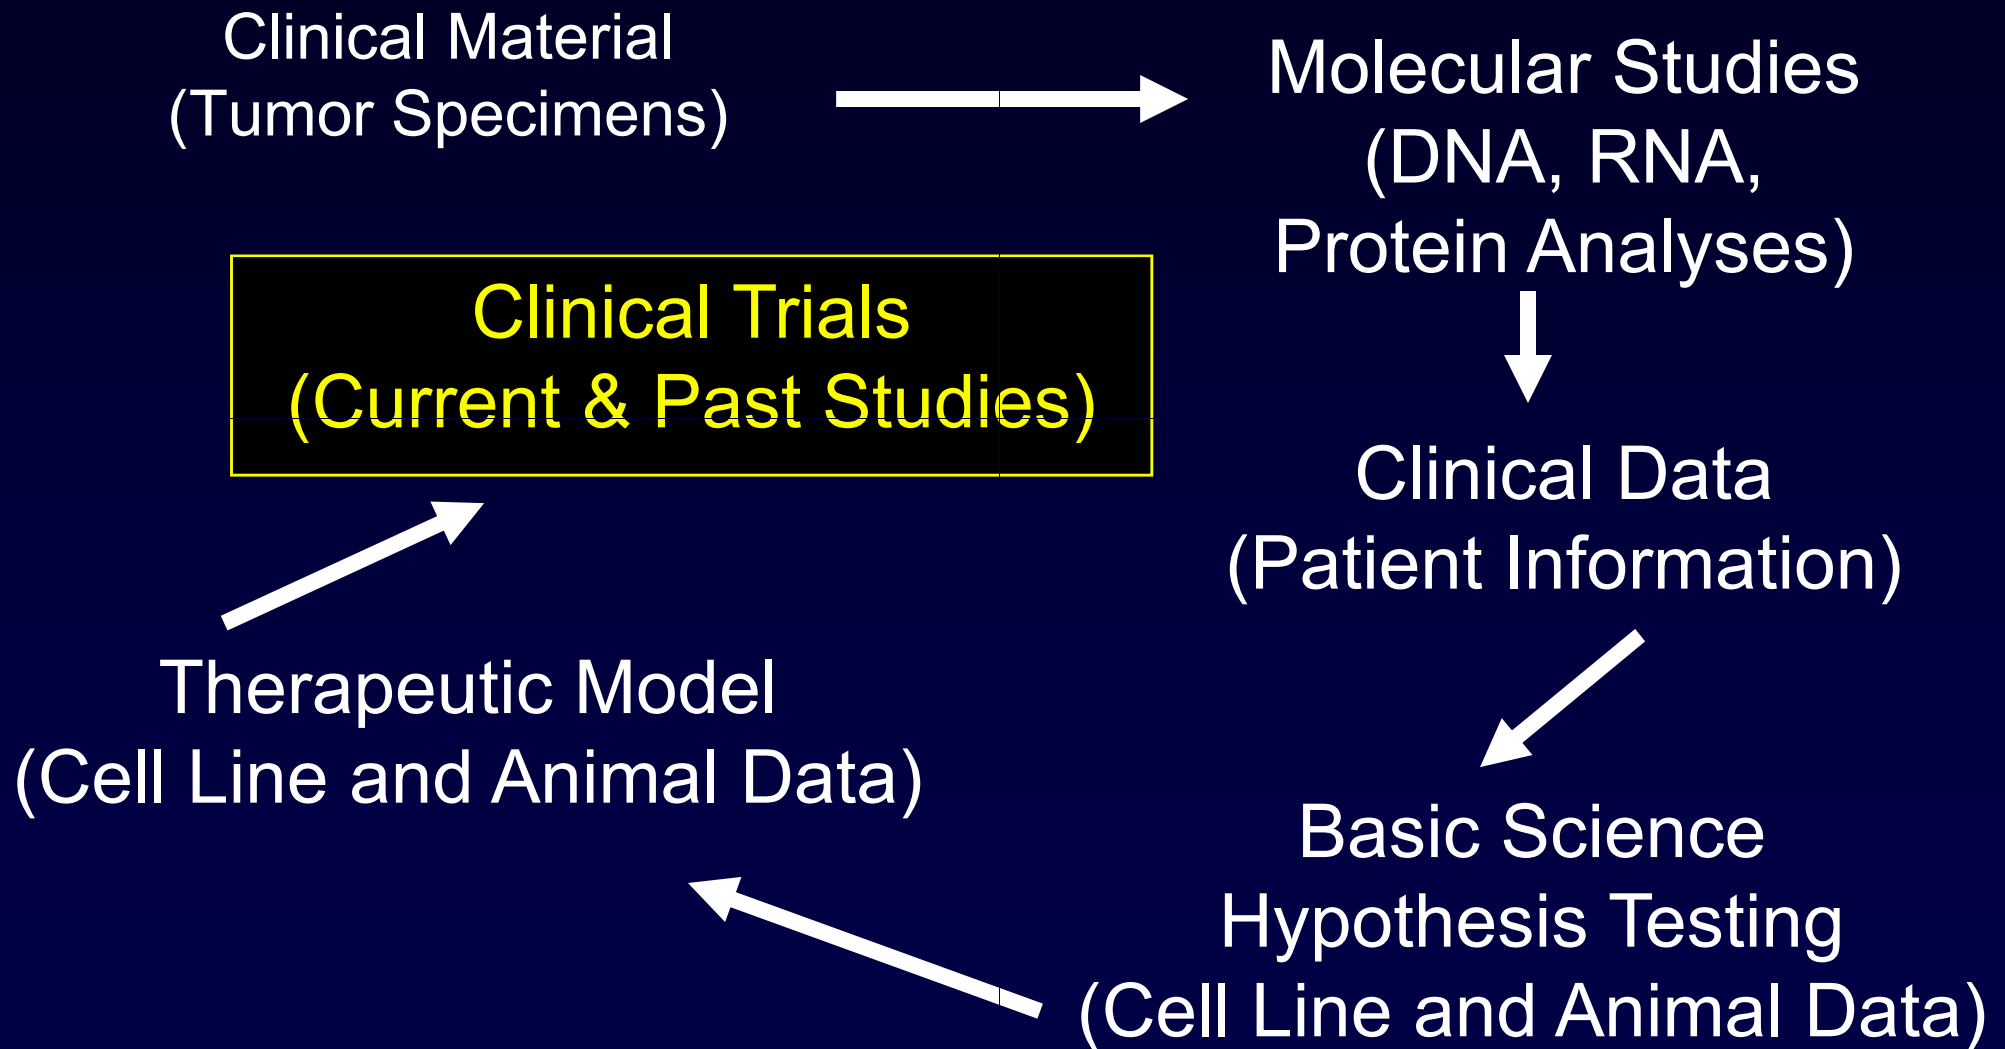 Clinical Material
(Tumor Specimens)
Molecular Studies
(DNA, RNA,
Protein Analyses)
Clinical Trials
(Current & Past Studies)
Clinical Data
(Patient Information)
Therapeutic Model
(Cell Line and Animal Data)
Basic Science
Hypothesis Testing
(Cell Line and Animal Data)